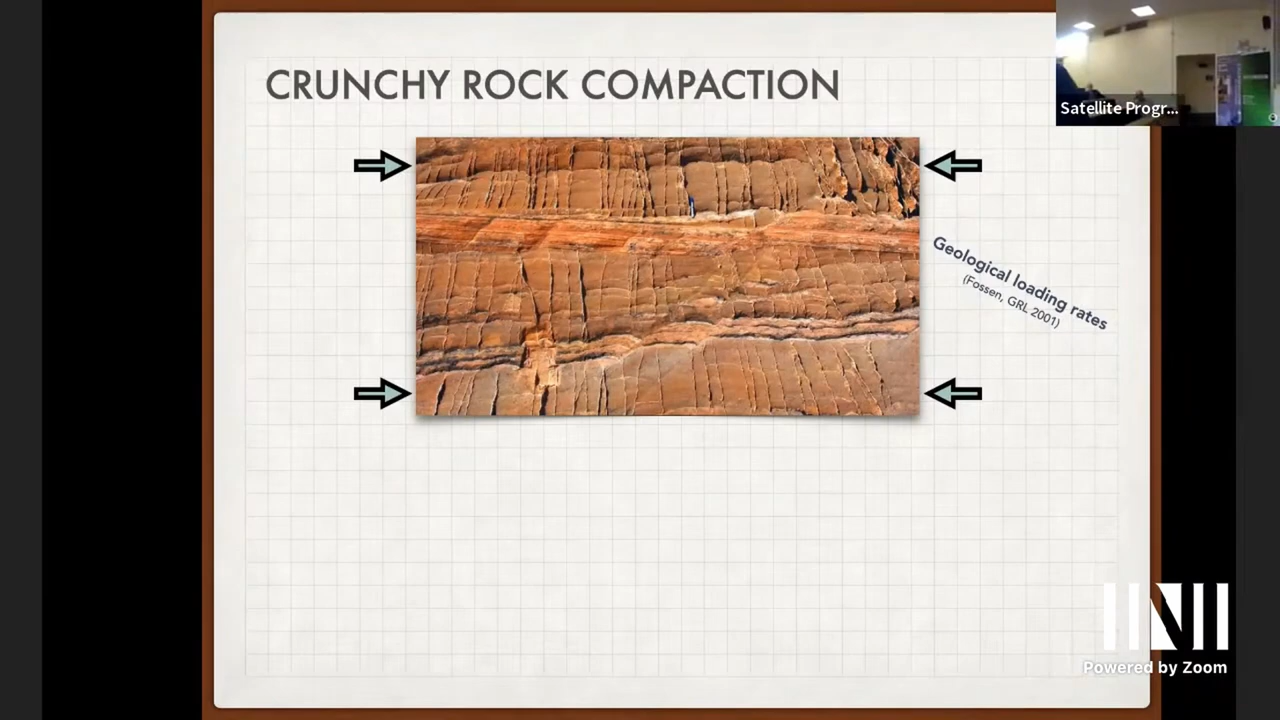 CRUNCHY ROCK COMPACTION
Satellite Progr...
Geological loading rates
(Fossen, GRL 2001)
Powered by Zoom